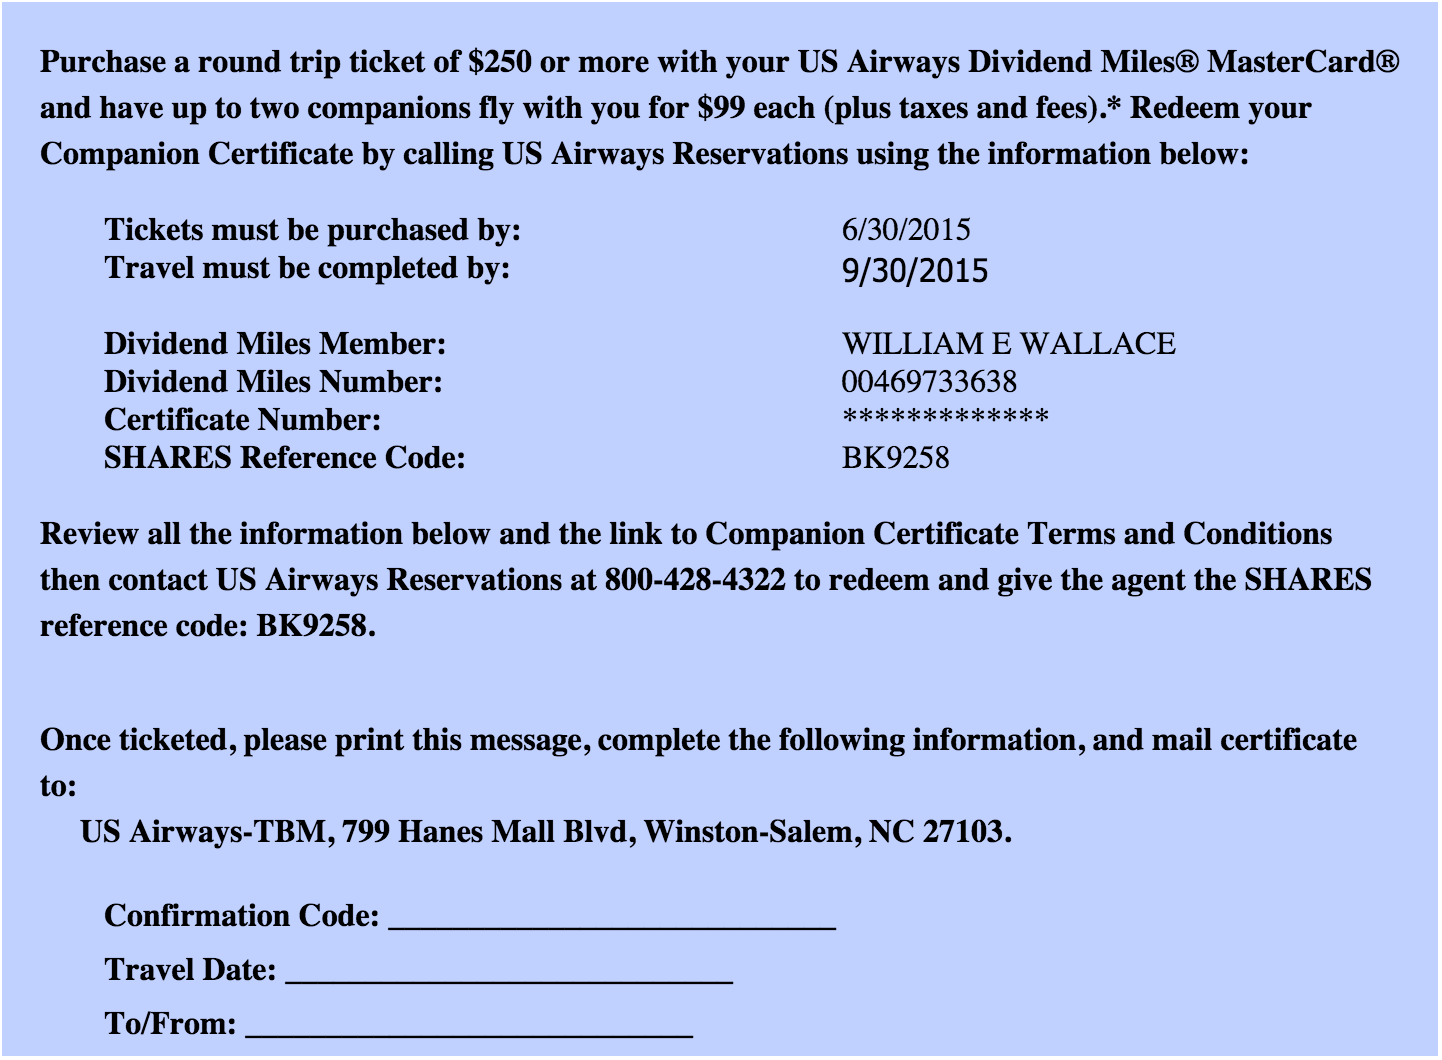 Purchase a round trip ticket of $250 or more with your US Airways Dividend Miles® MasterCard®
and have up to two companions fly with you for $99 each (plus taxes and fees).* Redeem your
Companion Certificate by calling US Airways Reservations using the information below:
Tickets must be purchased by: 6/30/2015
Travel must be completed by: 9/30/2015
Dividend Miles Member: WILLIAM E WALLACE
Dividend Miles Number: 00469733638
Certificate Number: *************
SHARES Reference Code: BK9258
Review all the information below and the link to Companion Certificate Terms and Conditions
then contact US Airways Reservations at 800-428-4322 to redeem and give the agent the SHARES
reference code: BK9258.
Once ticketed, please print this message, complete the following information, and mail certificate
to:
US Airways-TBM, 799 Hanes Mall Blvd, Winston-Salem, NC 27103.
Confirmation Code: ____________________________
Travel Date: ____________________________
To/From: ____________________________